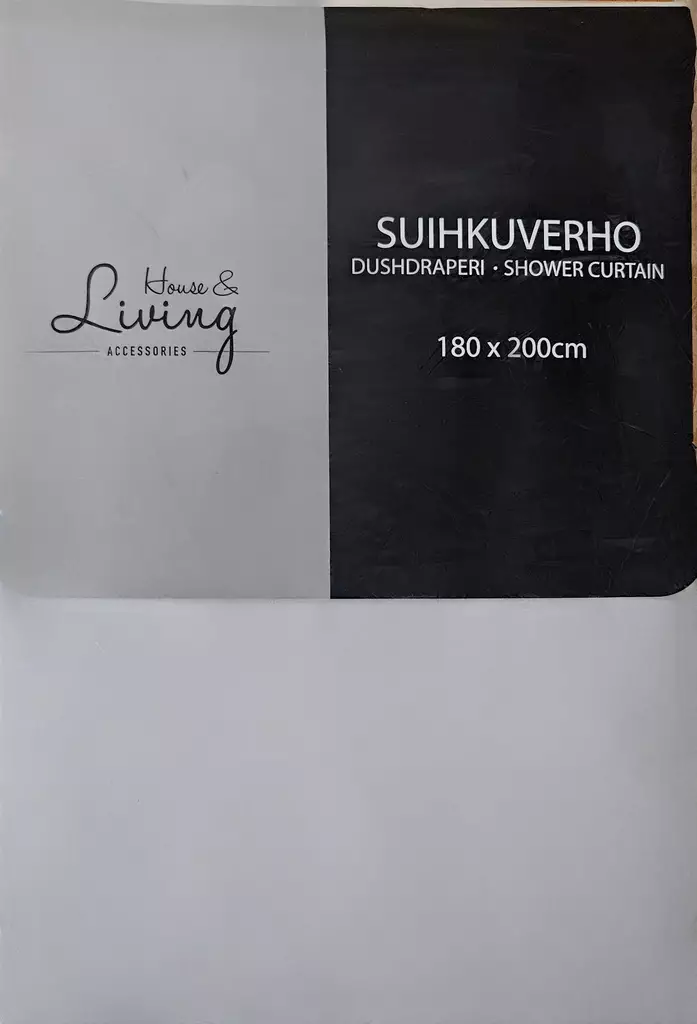 House &
Living
ACCESSORIES
SUIHKUVERHO
DUSHDRAPERI • SHOWER CURTAIN
180 x 200cm